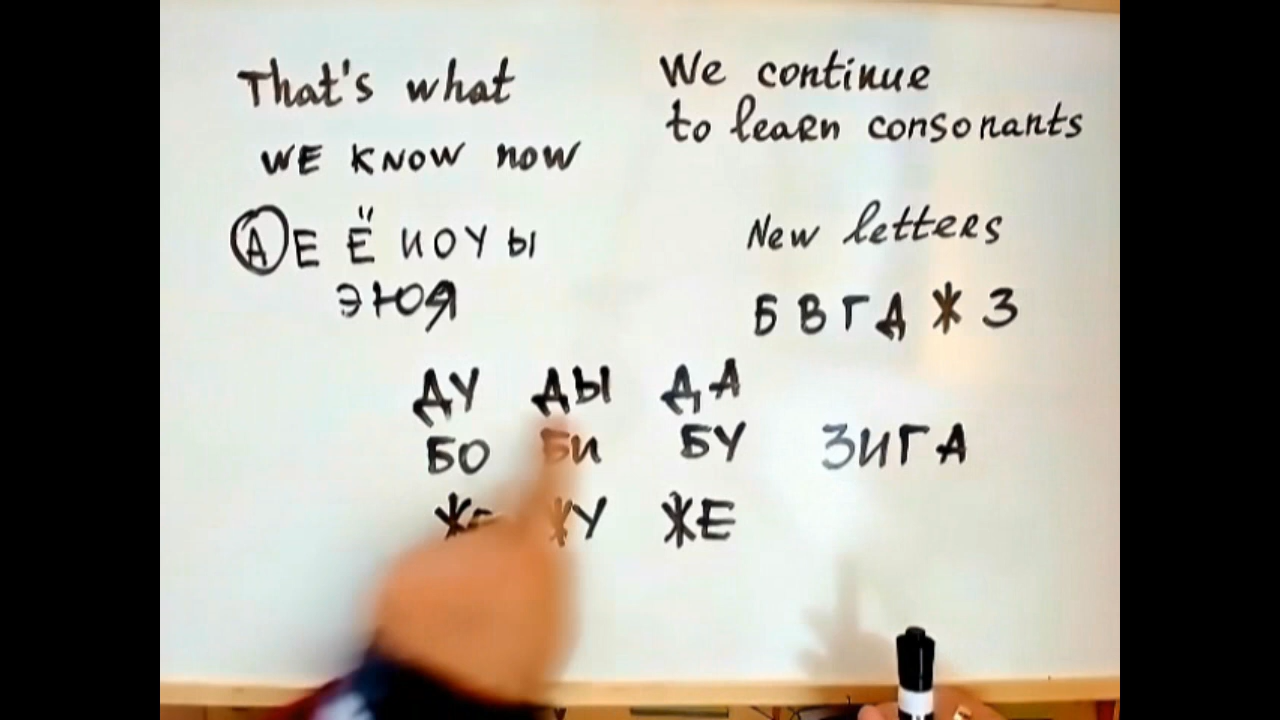 That's what
WE KNOW now
А Е Ё И О У Ы
Э Ю Я
We continue
to learn consonants
New letters
Б В Г Д Ж З
ДУ ДЫ ДА
БО БИ БУ ЗИГА
ЖУ ЖЕ